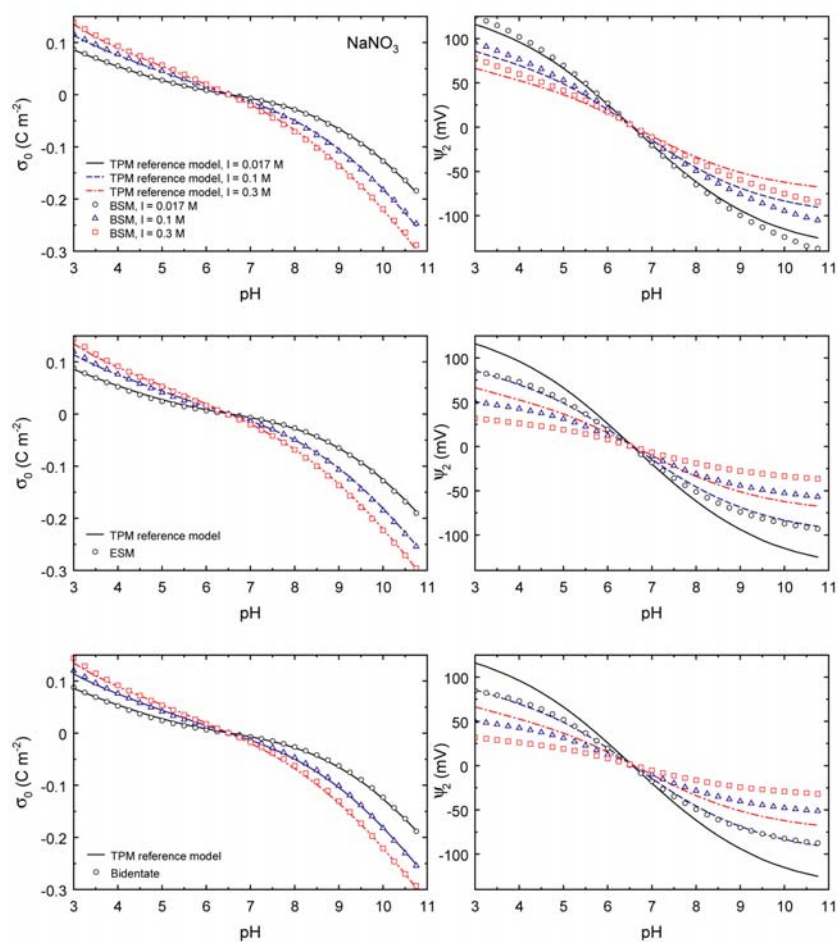 NaNO₃
0.1
0
-0.1
-0.2
-0.3
σ₀ (C m⁻²)
TPM reference model, I = 0.017 M
TPM reference model, I = 0.1 M
TPM reference model, I = 0.3 M
BSM, I = 0.017 M
BSM, I = 0.1 M
BSM, I = 0.3 M
3 4 5 6 7 8 9 10 11
pH
100
50
0
-50
-100
Ψ₂ (mV)
3 4 5 6 7 8 9 10 11
pH
0.1
0
-0.1
-0.2
-0.3
σ₀ (C m⁻²)
TPM reference model
ESM
3 4 5 6 7 8 9 10 11
pH
100
50
0
-50
-100
Ψ₂ (mV)
3 4 5 6 7 8 9 10 11
pH
0.1
0
-0.1
-0.2
-0.3
σ₀ (C m⁻²)
TPM reference model
Bidentate
3 4 5 6 7 8 9 10 11
pH
100
50
0
-50
-100
Ψ₂ (mV)
3 4 5 6 7 8 9 10 11
pH